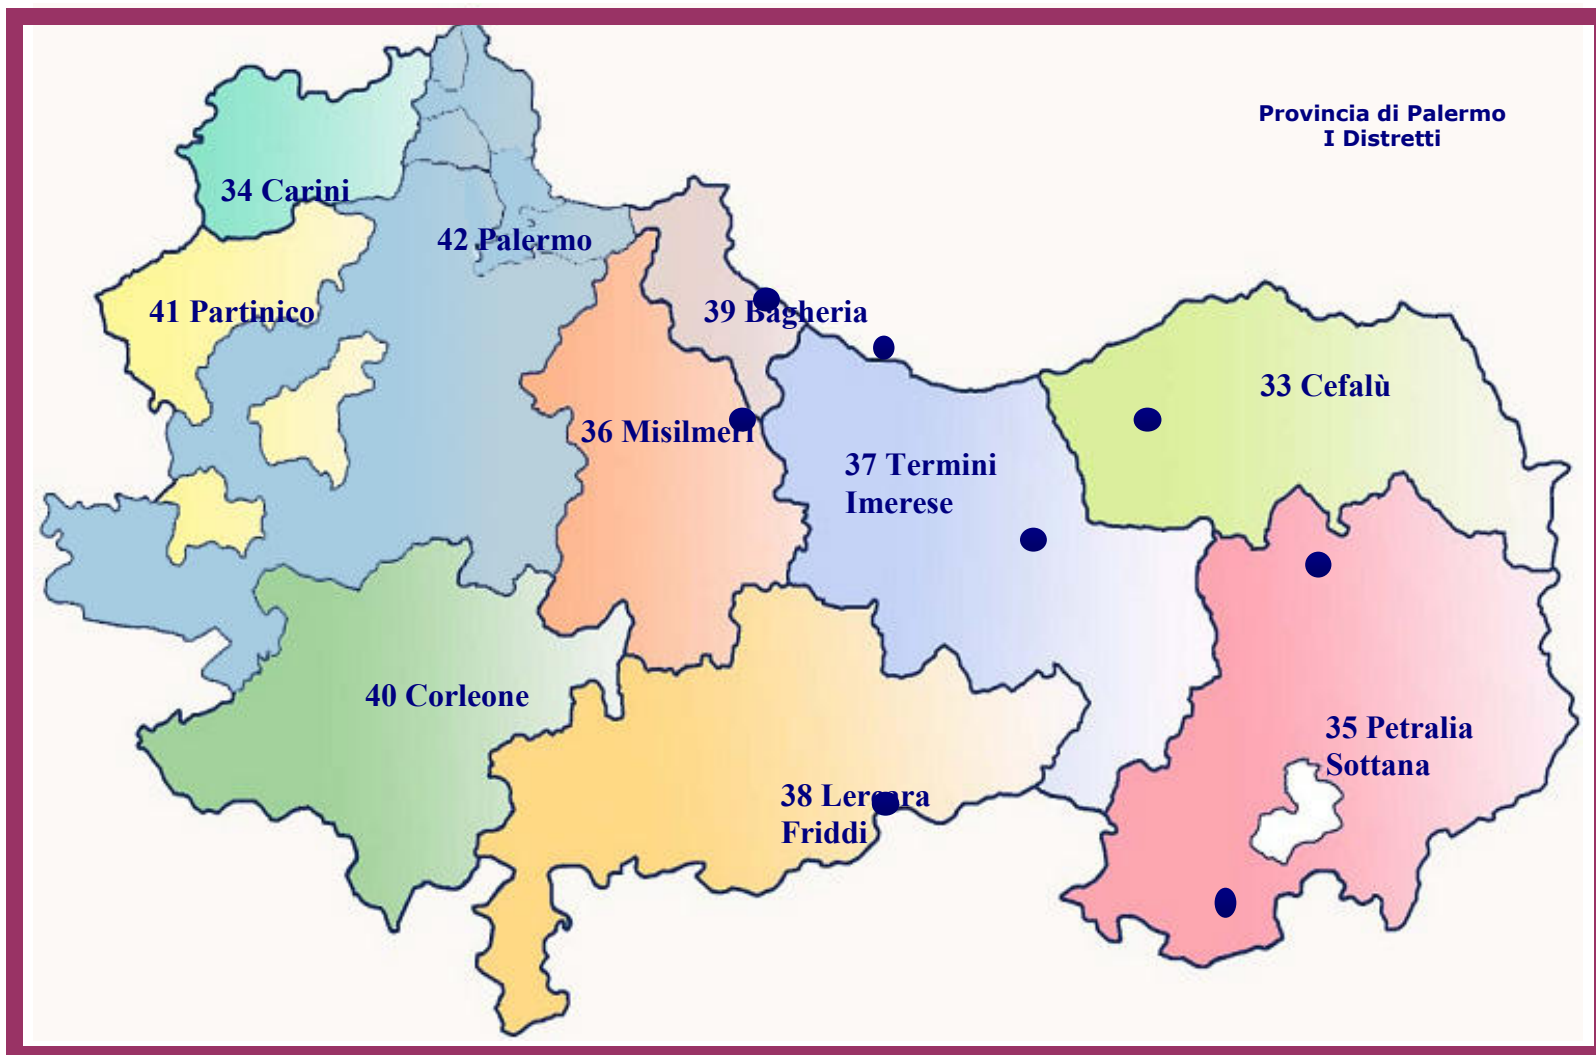 Provincia di Palermo
I Distretti
34 Carini
42 Palermo
41 Partinico
39 Bagheria
33 Cefalù
36 Misilmeri
37 Termini
Imerese
40 Corleone
35 Petralia
Sottana
38 Lercara
Friddi